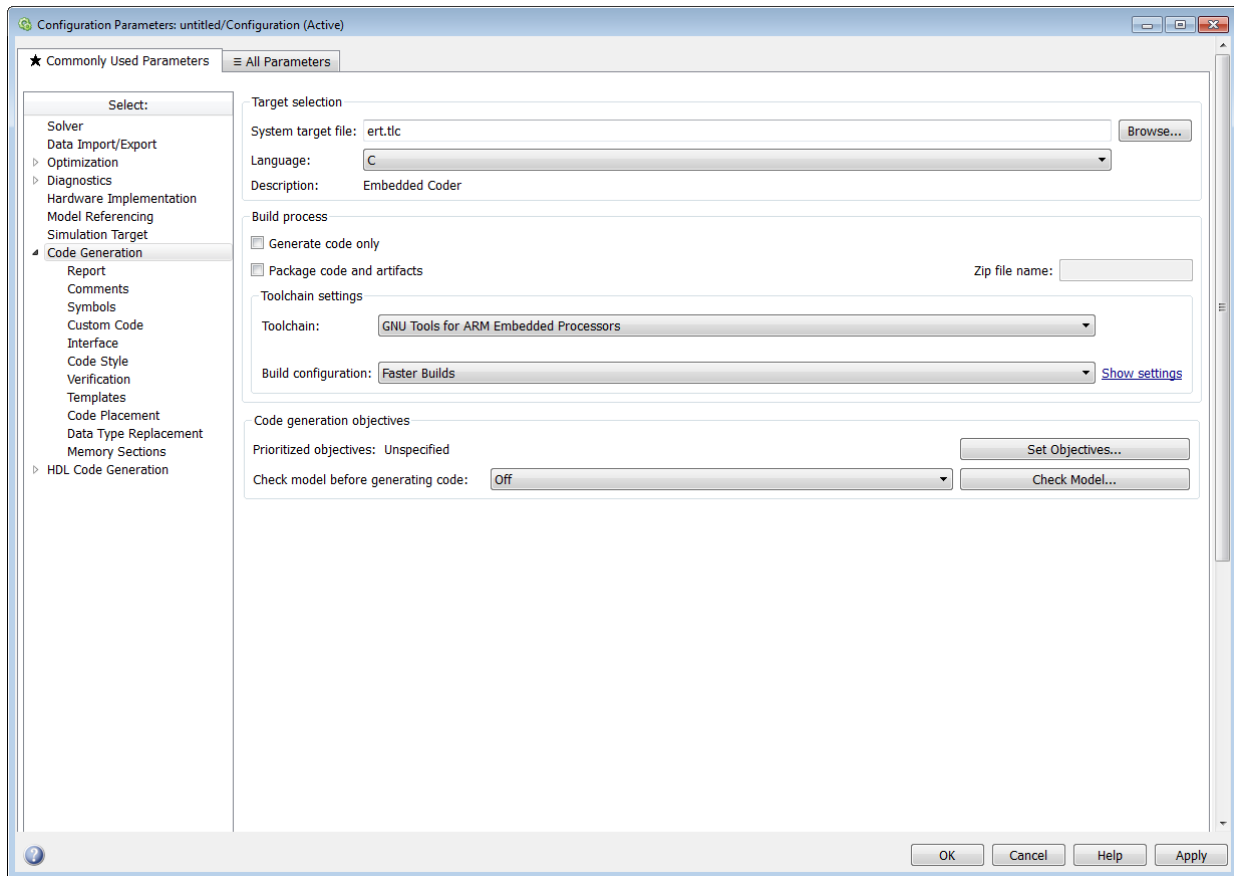 Configuration Parameters: untitled/Configuration (Active)
★ Commonly Used Parameters
≡ All Parameters
Select:
Solver
Data Import/Export
Optimization
Diagnostics
Hardware Implementation
Model Referencing
Simulation Target
Code Generation
Report
Comments
Symbols
Custom Code
Interface
Code Style
Verification
Templates
Code Placement
Data Type Replacement
Memory Sections
HDL Code Generation
Target selection
System target file: ert.tlc Browse...
Language: C
Description: Embedded Coder
Build process
Generate code only
Package code and artifacts Zip file name:
Toolchain settings
Toolchain: GNU Tools for ARM Embedded Processors
Build configuration: Faster Builds Show settings
Code generation objectives
Prioritized objectives: Unspecified Set Objectives...
Check model before generating code: Off Check Model...
OK Cancel Help Apply